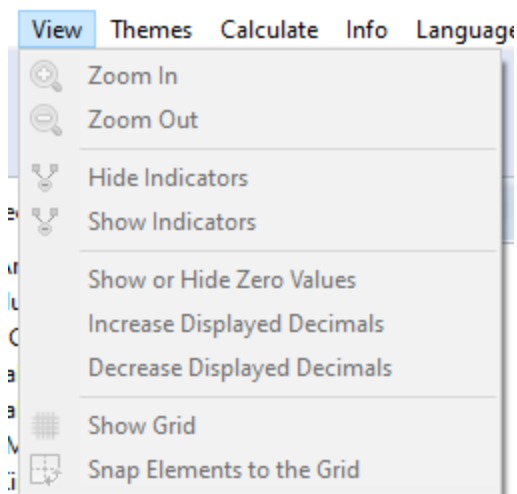 View Themes Calculate Info Language
Zoom In
Zoom Out
Hide Indicators
Show Indicators
Show or Hide Zero Values
Increase Displayed Decimals
Decrease Displayed Decimals
Show Grid
Snap Elements to the Grid